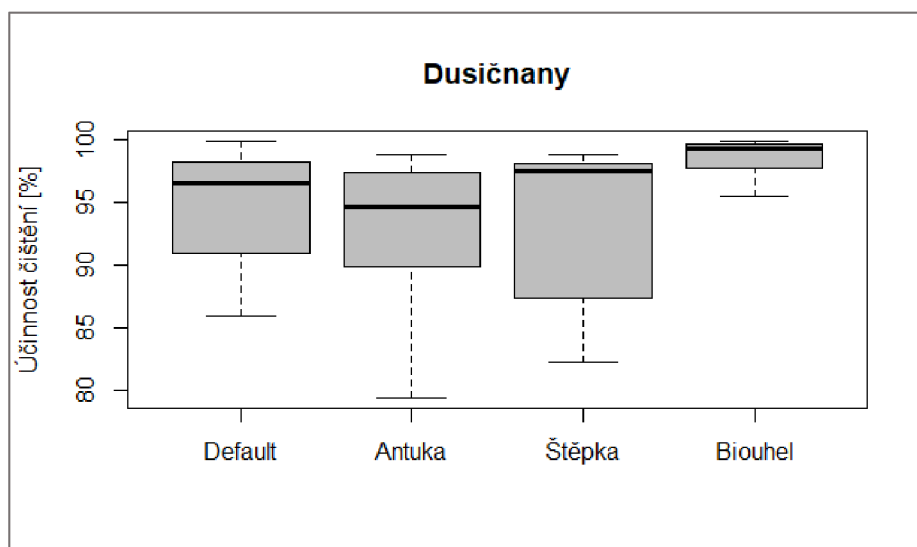 Dusičnany
Účinnost čištění [%]
100
95
90
85
80
Default Antuka Štěpka Biouhel